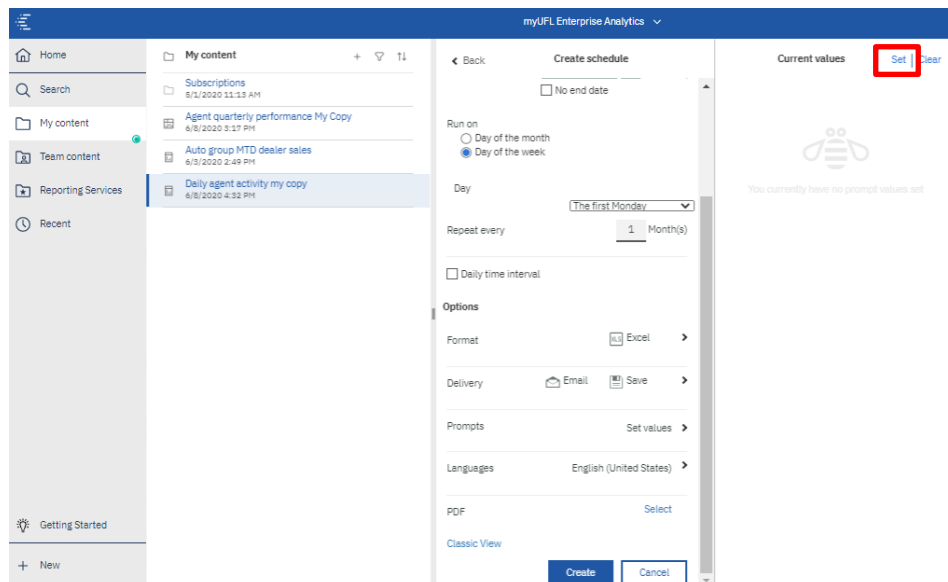 myUFL Enterprise Analytics
Home
Search
My content
Team content
Reporting Services
Recent
Getting Started
New
My content
Subscriptions
5/1/2020 11:13 AM
Agent quarterly performance My Copy
6/8/2020 3:17 PM
Auto group MTD dealer sales
6/3/2020 2:49 PM
Daily agent activity my copy
6/8/2020 4:32 PM
Back
Create schedule
No end date
Run on
Day of the month
Day of the week
Day
The first Monday
Repeat every 1 Month(s)
Daily time interval
Options
Format XLS Excel
Delivery Email Save
Prompts Set values
Languages English (United States)
PDF Select
Classic View
Create Cancel
Current values Set Clear
You currently have no prompt values set